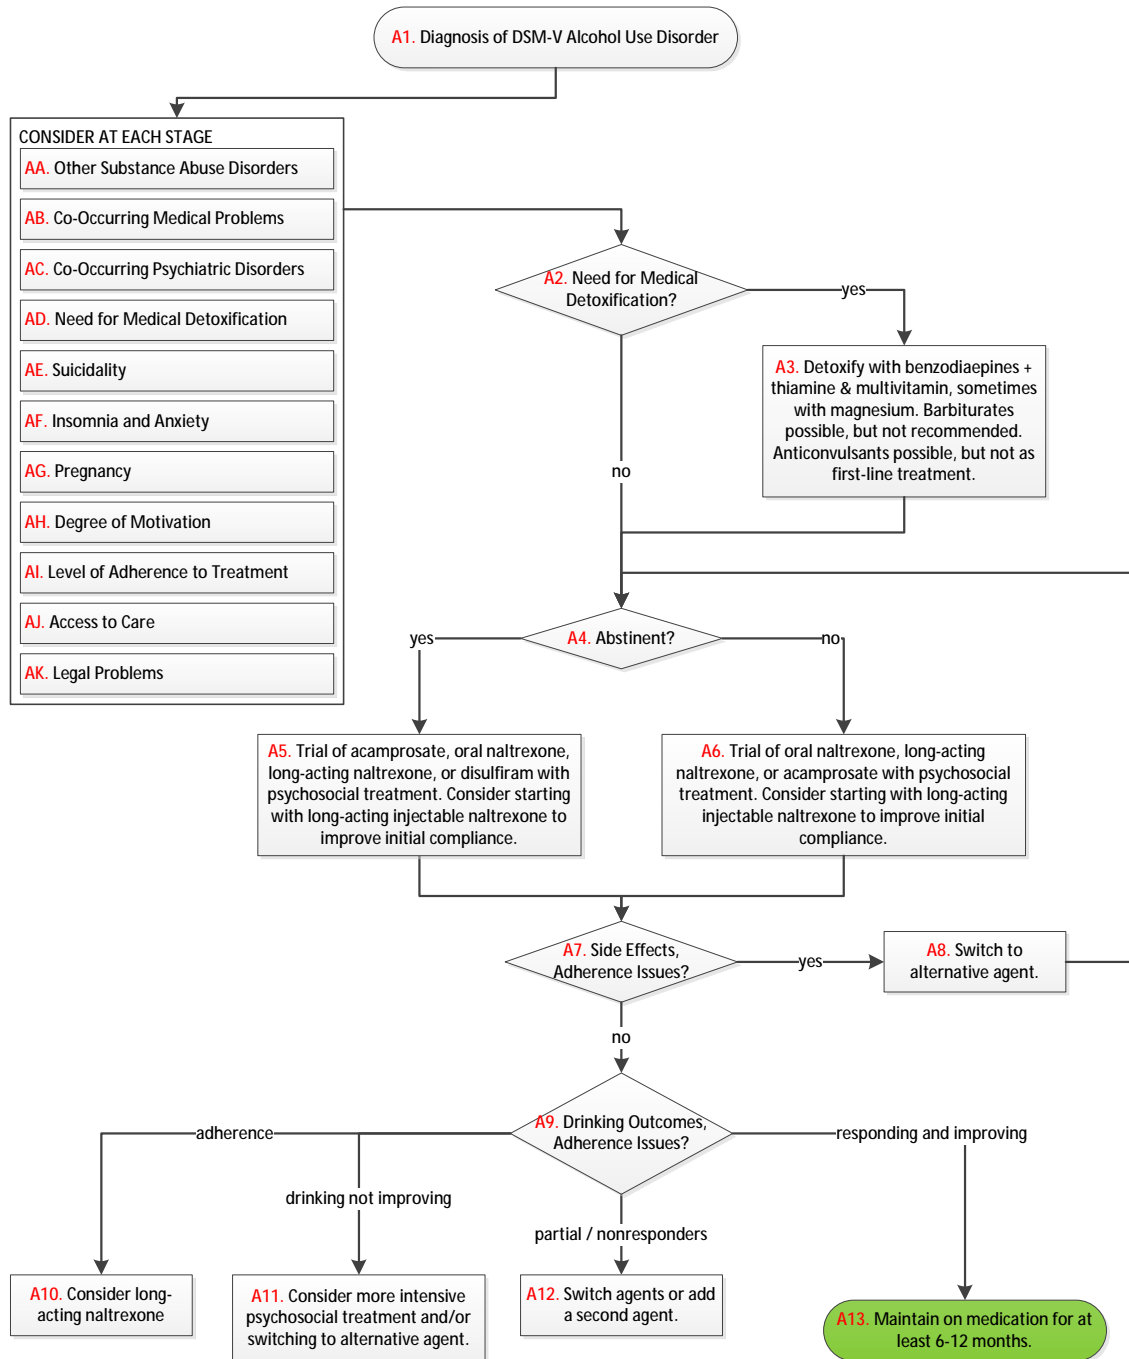 A1. Diagnosis of DSM-V Alcohol Use Disorder
CONSIDER AT EACH STAGE
AA. Other Substance Abuse Disorders
AB. Co-Occurring Medical Problems
AC. Co-Occurring Psychiatric Disorders
AD. Need for Medical Detoxification
AE. Suicidality
AF. Insomnia and Anxiety
AG. Pregnancy
AH. Degree of Motivation
AI. Level of Adherence to Treatment
AJ. Access to Care
AK. Legal Problems
A2. Need for Medical
Detoxification?
yes
no
A3. Detoxify with benzodiaepines +
thiamine & multivitamin, sometimes
with magnesium. Barbiturates
possible, but not recommended.
Anticonvulsants possible, but not as
first-line treatment.
A4. Abstinent?
yes
no
A5. Trial of acamprosate, oral naltrexone,
long-acting naltrexone, or disulfiram with
psychosocial treatment. Consider starting
with long-acting injectable naltrexone to
improve initial compliance.
A6. Trial of oral naltrexone, long-acting
naltrexone, or acamprosate with psychosocial
treatment. Consider starting with long-acting
injectable naltrexone to improve initial
compliance.
A7. Side Effects,
Adherence Issues?
yes
no
A8. Switch to
alternative agent.
A9. Drinking Outcomes,
Adherence Issues?
adherence
drinking not improving
partial / nonresponders
responding and improving
A10. Consider long-
acting naltrexone
A11. Consider more intensive
psychosocial treatment and/or
switching to alternative agent.
A12. Switch agents or add
a second agent.
A13. Maintain on medication for at
least 6-12 months.